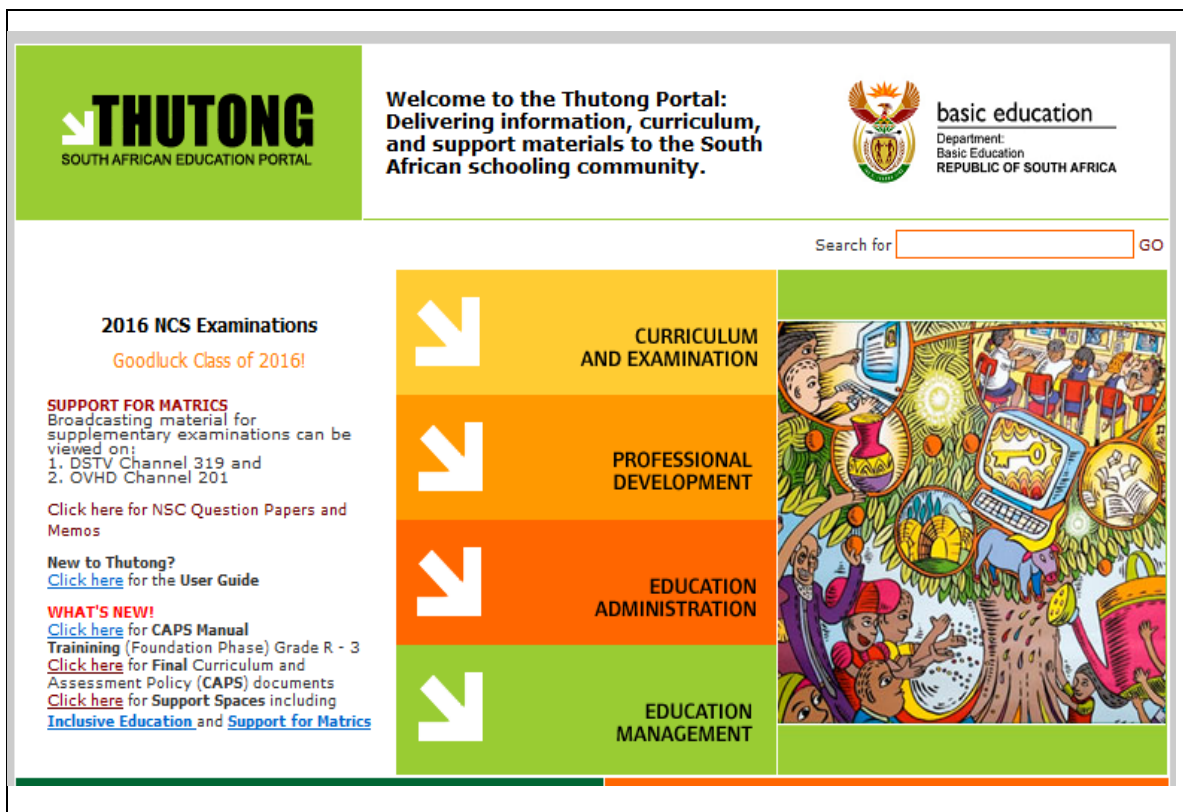 THUTONG
SOUTH AFRICAN EDUCATION PORTAL
Welcome to the Thutong Portal:
Delivering information, curriculum,
and support materials to the South
African schooling community.
basic education
Department:
Basic Education
REPUBLIC OF SOUTH AFRICA
Search for
GO
2016 NCS Examinations
Goodluck Class of 2016!
SUPPORT FOR MATRICS
Broadcasting material for
supplementary examinations can be
viewed on:
1. DSTV Channel 319 and
2. OVHD Channel 201
Click here for NSC Question Papers and
Memos
New to Thutong?
Click here for the User Guide
WHAT'S NEW!
Click here for CAPS Manual
Trainining (Foundation Phase) Grade R - 3
Click here for Final Curriculum and
Assessment Policy (CAPS) documents
Click here for Support Spaces including
Inclusive Education and Support for Matrics
CURRICULUM
AND EXAMINATION
PROFESSIONAL
DEVELOPMENT
EDUCATION
ADMINISTRATION
EDUCATION
MANAGEMENT